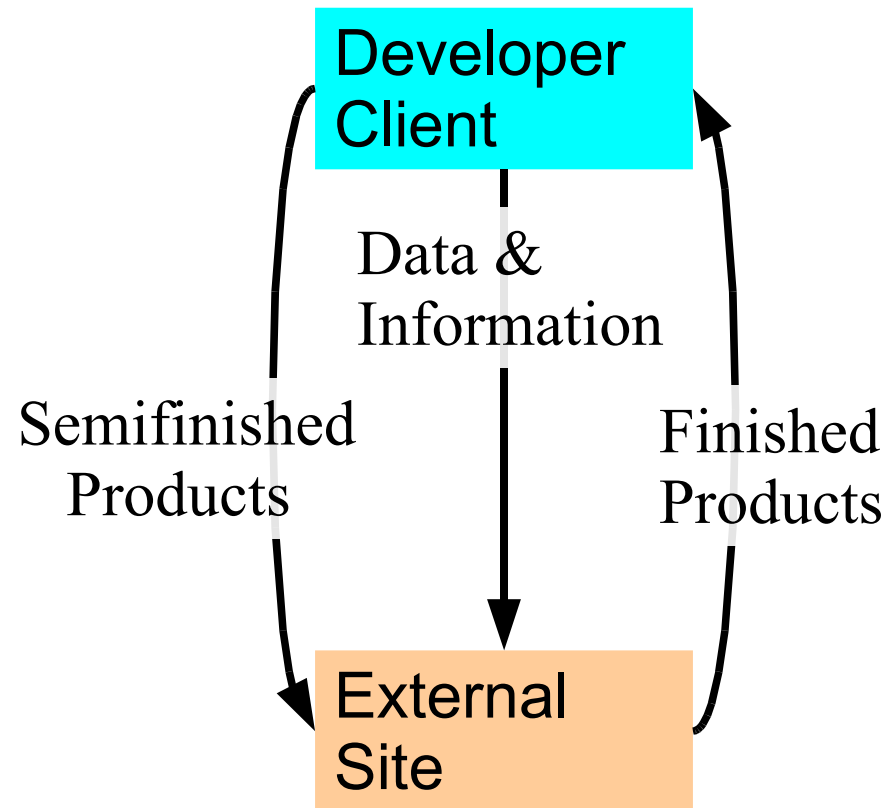 Developer
Client
Data &
Information
Semifinished
Products
Finished
Products
External
Site